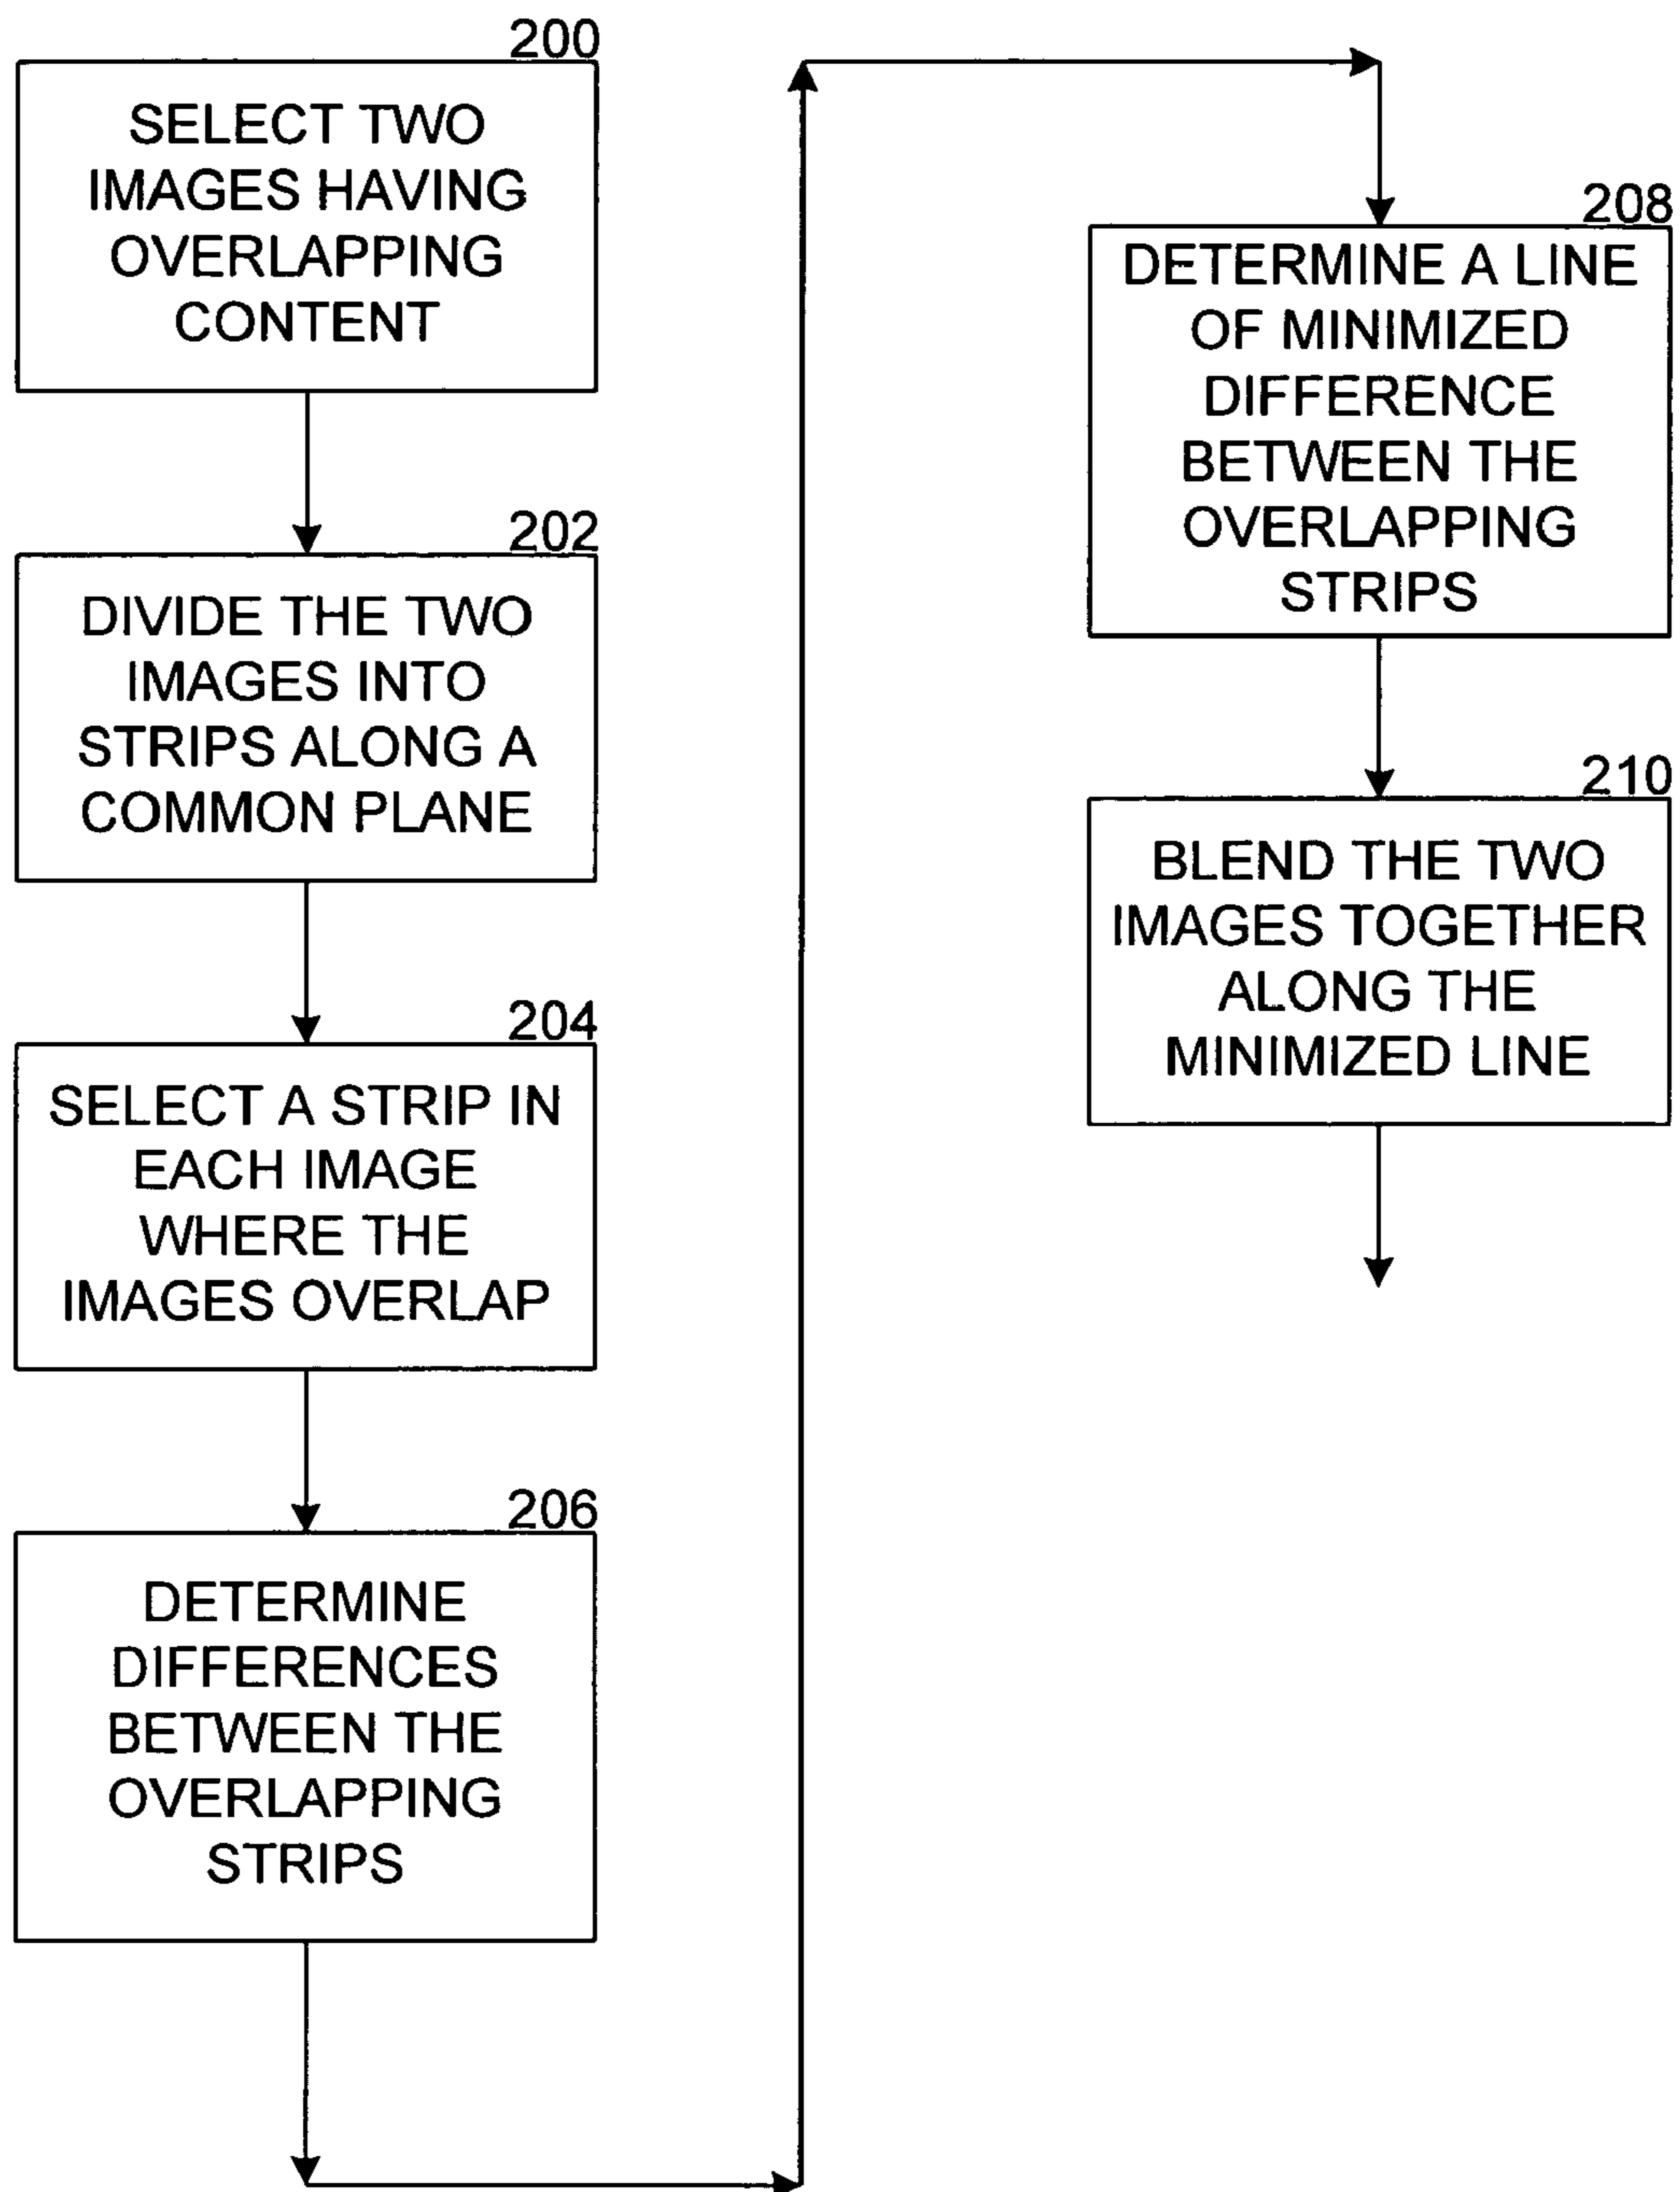 200
SELECT TWO
IMAGES HAVING
OVERLAPPING
CONTENT
202
DIVIDE THE TWO
IMAGES INTO
STRIPS ALONG A
COMMON PLANE
204
SELECT A STRIP IN
EACH IMAGE
WHERE THE
IMAGES OVERLAP
206
DETERMINE
DIFFERENCES
BETWEEN THE
OVERLAPPING
STRIPS
208
DETERMINE A LINE
OF MINIMIZED
DIFFERENCE
BETWEEN THE
OVERLAPPING
STRIPS
210
BLEND THE TWO
IMAGES TOGETHER
ALONG THE
MINIMIZED LINE